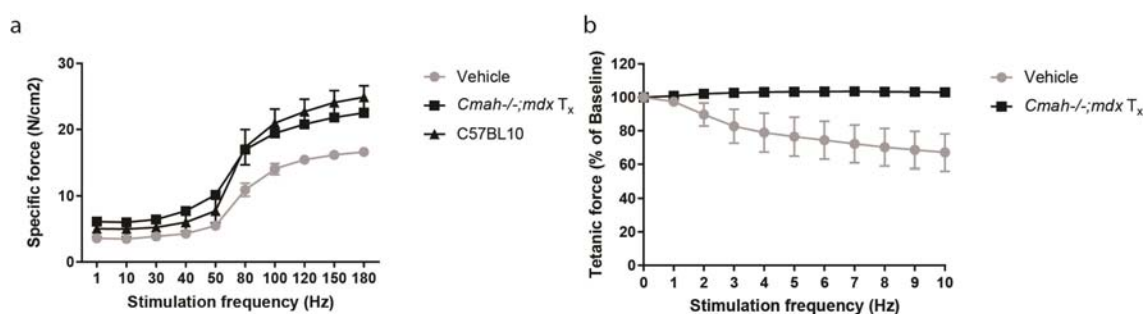 a
Specific force (N/cm2)
30
20
10
0
1 10 30 40 50 80 100 120 150 180
Stimulation frequency (Hz)
Vehicle
Cmah-/-;mdx Tx
C57BL10
b
Tetanic force (% of Baseline)
120
100
80
60
40
20
0
0 1 2 3 4 5 6 7 8 9 10
Stimulation frequency (Hz)
Vehicle
Cmah-/-;mdx Tx